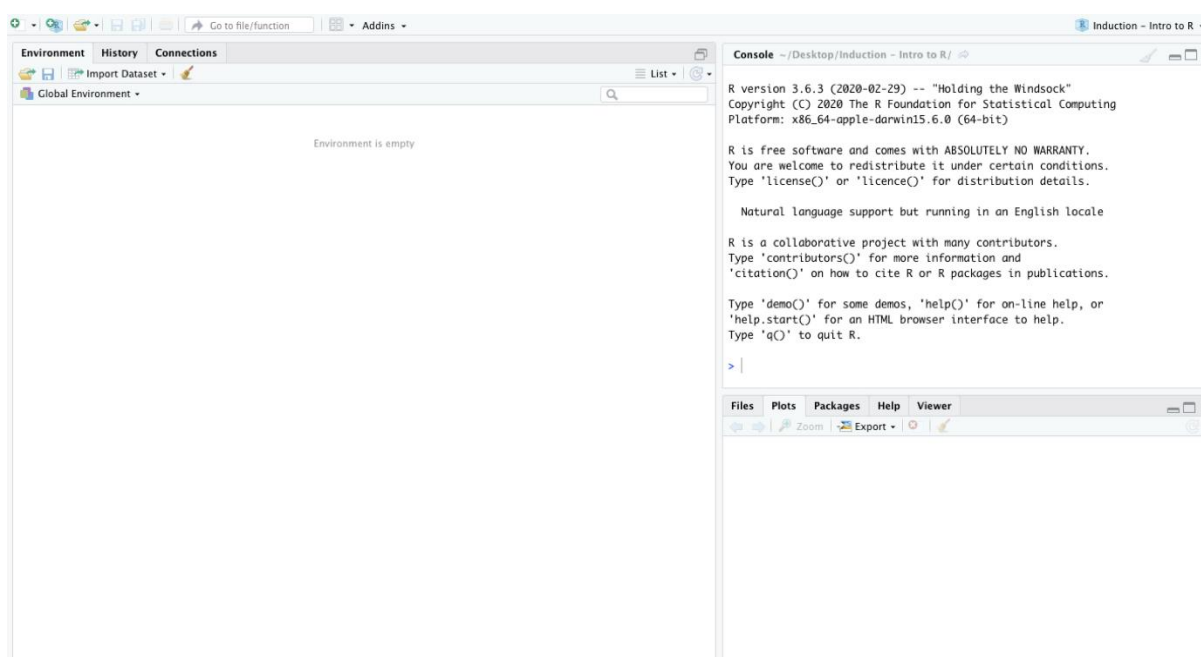 Go to file/function Addins Induction – Intro to R
Environment History Connections
Import Dataset List
Global Environment
Environment is empty
Console ~/Desktop/Induction – Intro to R/
R version 3.6.3 (2020-02-29) -- "Holding the Windsock"
Copyright (C) 2020 The R Foundation for Statistical Computing
Platform: x86_64-apple-darwin15.6.0 (64-bit)
R is free software and comes with ABSOLUTELY NO WARRANTY.
You are welcome to redistribute it under certain conditions.
Type 'license()' or 'licence()' for distribution details.
Natural language support but running in an English locale
R is a collaborative project with many contributors.
Type 'contributors()' for more information and
'citation()' on how to cite R or R packages in publications.
Type 'demo()' for some demos, 'help()' for on-line help, or
'help.start()' for an HTML browser interface to help.
Type 'q()' to quit R.
>
Files Plots Packages Help Viewer
Zoom Export